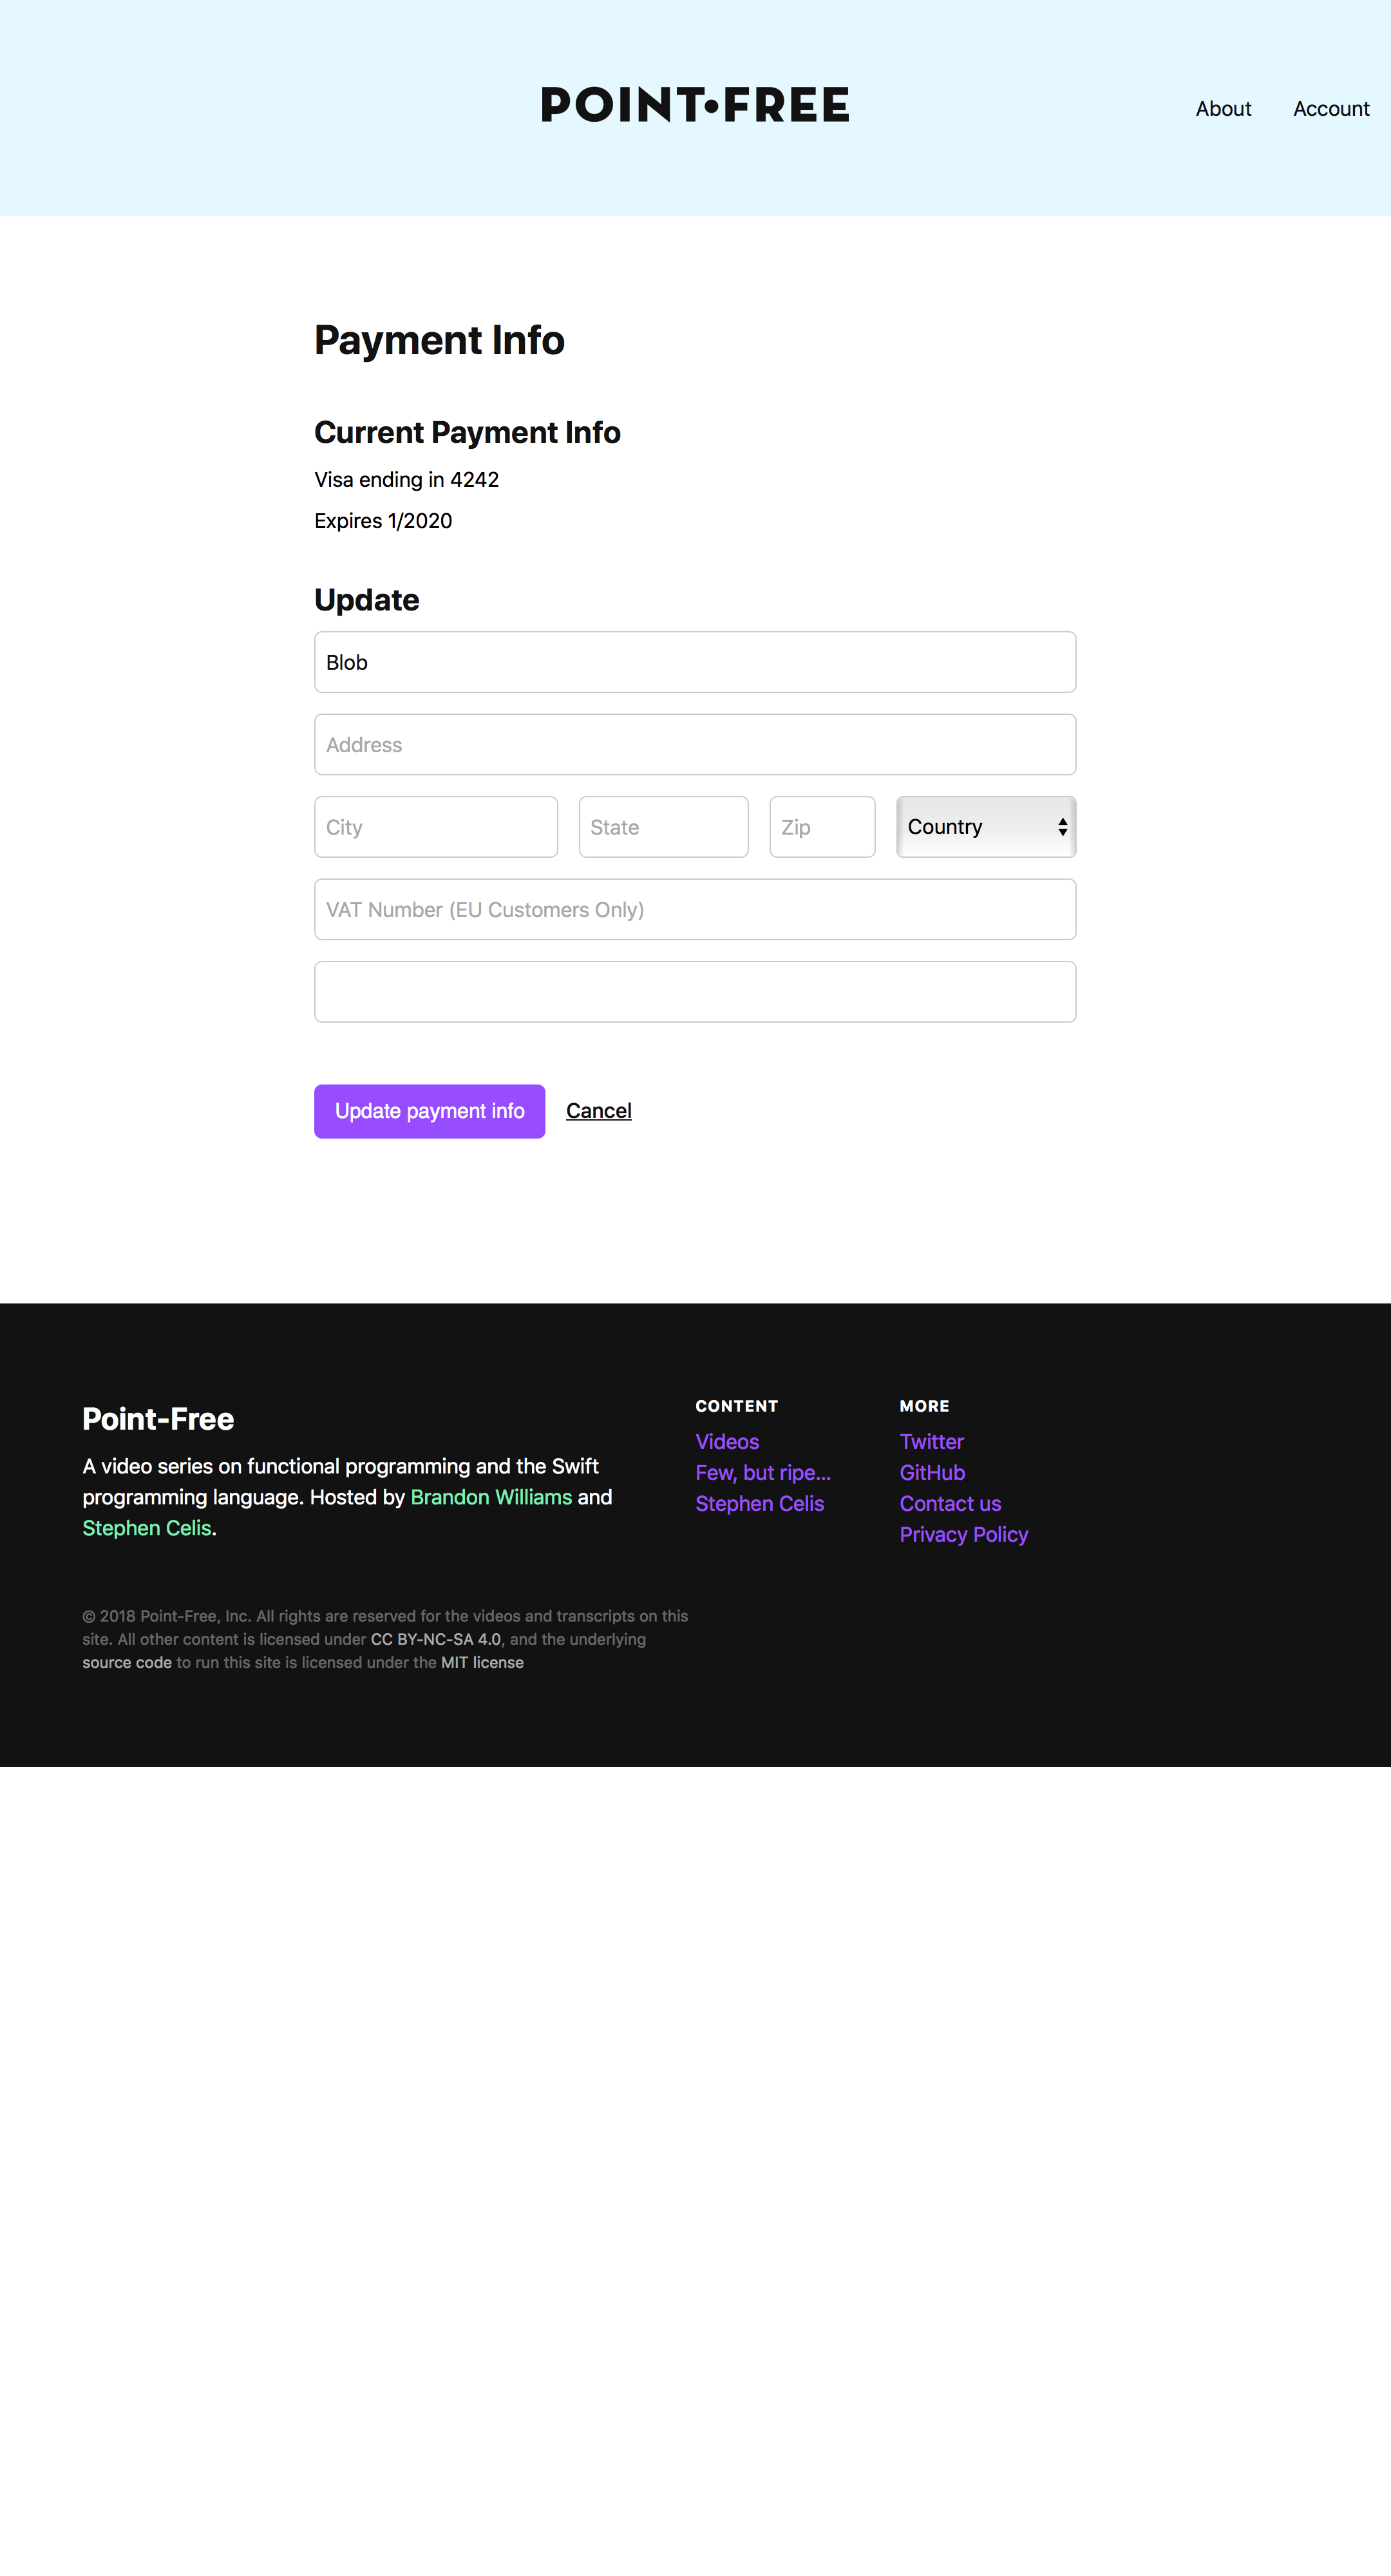 POINT•FREE
About Account
Payment Info
Current Payment Info
Visa ending in 4242
Expires 1/2020
Update
Blob
Address
City State Zip Country
VAT Number (EU Customers Only)
Update payment info Cancel
Point-Free
A video series on functional programming and the Swift
programming language. Hosted by Brandon Williams and
Stephen Celis.
CONTENT
Videos
Few, but ripe...
Stephen Celis
MORE
Twitter
GitHub
Contact us
Privacy Policy
© 2018 Point-Free, Inc. All rights are reserved for the videos and transcripts on this
site. All other content is licensed under CC BY-NC-SA 4.0, and the underlying
source code to run this site is licensed under the MIT license